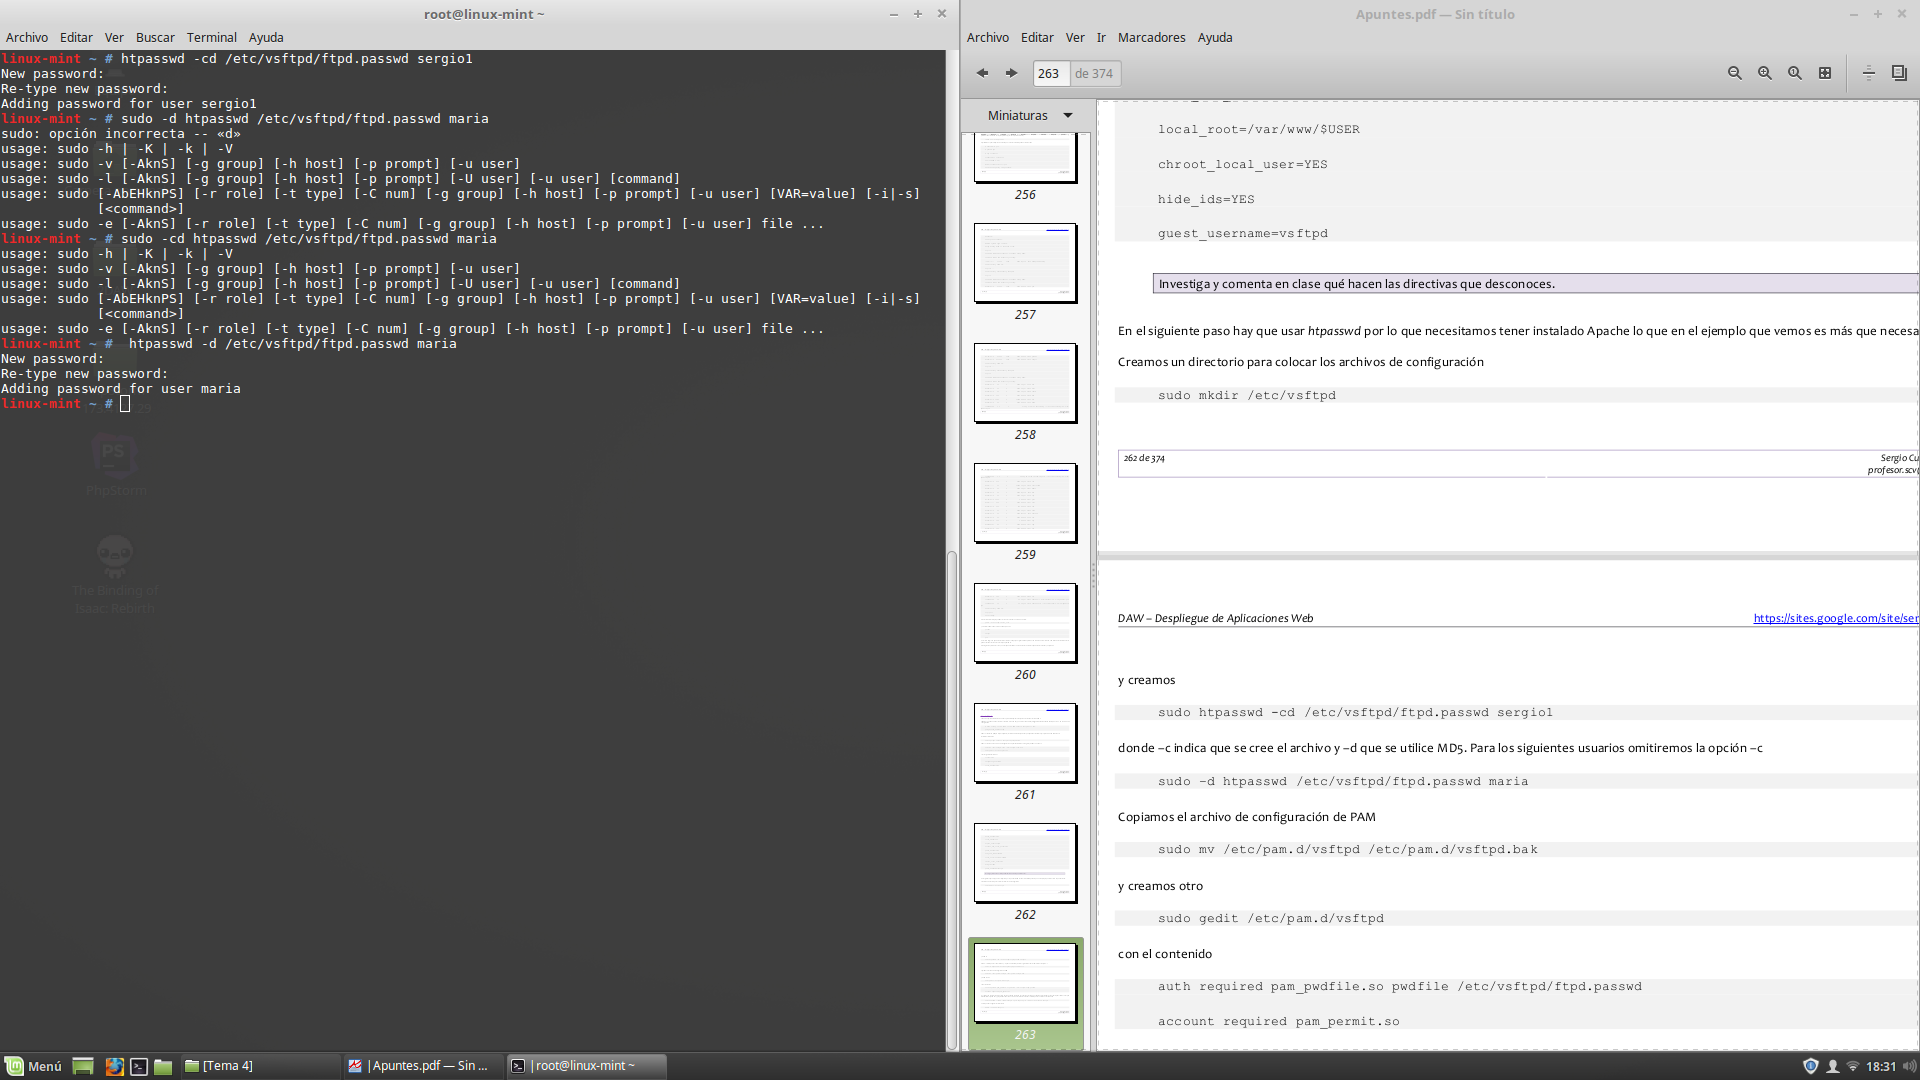 root@linux-mint ~
Archivo Editar Ver Buscar Terminal Ayuda
linux-mint ~ # htpasswd -cd /etc/vsftpd/ftpd.passwd sergio1
New password:
Re-type new password:
Adding password for user sergio1
linux-mint ~ # sudo -d htpasswd /etc/vsftpd/ftpd.passwd maria
sudo: opción incorrecta -- «d»
usage: sudo -h | -K | -k | -V
usage: sudo -v [-AknS] [-g group] [-h host] [-p prompt] [-u user]
usage: sudo -l [-AknS] [-g group] [-h host] [-p prompt] [-U user] [-u user] [command]
usage: sudo [-AbEHknPS] [-r role] [-t type] [-C num] [-g group] [-h host] [-p prompt] [-u user] [VAR=value] [-i|-s]
[<command>]
usage: sudo -e [-AknS] [-r role] [-t type] [-C num] [-g group] [-h host] [-p prompt] [-u user] file ...
linux-mint ~ # sudo -cd htpasswd /etc/vsftpd/ftpd.passwd maria
usage: sudo -h | -K | -k | -V
usage: sudo -v [-AknS] [-g group] [-h host] [-p prompt] [-u user]
usage: sudo -l [-AknS] [-g group] [-h host] [-p prompt] [-U user] [-u user] [command]
usage: sudo [-AbEHknPS] [-r role] [-t type] [-C num] [-g group] [-h host] [-p prompt] [-u user] [VAR=value] [-i|-s]
[<command>]
usage: sudo -e [-AknS] [-r role] [-t type] [-C num] [-g group] [-h host] [-p prompt] [-u user] file ...
linux-mint ~ #  htpasswd -d /etc/vsftpd/ftpd.passwd maria
New password:
Re-type new password:
Adding password for user maria
linux-mint ~ #
PS
PhpStorm
The Binding of
Isaac: Rebirth
Apuntes.pdf — Sin título
Archivo Editar Ver Ir Marcadores Ayuda
263 de 374
Miniaturas
256
257
258
259
260
261
262
263
local_root=/var/www/$USER
chroot_local_user=YES
hide_ids=YES
guest_username=vsftpd
Investiga y comenta en clase qué hacen las directivas que desconoces.
En el siguiente paso hay que usar htpasswd por lo que necesitamos tener instalado Apache lo que en el ejemplo que vemos es más que necesa
Creamos un directorio para colocar los archivos de configuración
sudo mkdir /etc/vsftpd
262 de 374
Sergio Cu
profesor.scv(
DAW – Despliegue de Aplicaciones Web
https://sites.google.com/site/ser
y creamos
sudo htpasswd -cd /etc/vsftpd/ftpd.passwd sergio1
donde –c indica que se cree el archivo y –d que se utilice MD5. Para los siguientes usuarios omitiremos la opción –c
sudo –d htpasswd /etc/vsftpd/ftpd.passwd maria
Copiamos el archivo de configuración de PAM
sudo mv /etc/pam.d/vsftpd /etc/pam.d/vsftpd.bak
y creamos otro
sudo gedit /etc/pam.d/vsftpd
con el contenido
auth required pam_pwdfile.so pwdfile /etc/vsftpd/ftpd.passwd
account required pam_permit.so
Menú
[Tema 4]
Apuntes.pdf — Sin ...
root@linux-mint ~
18:31